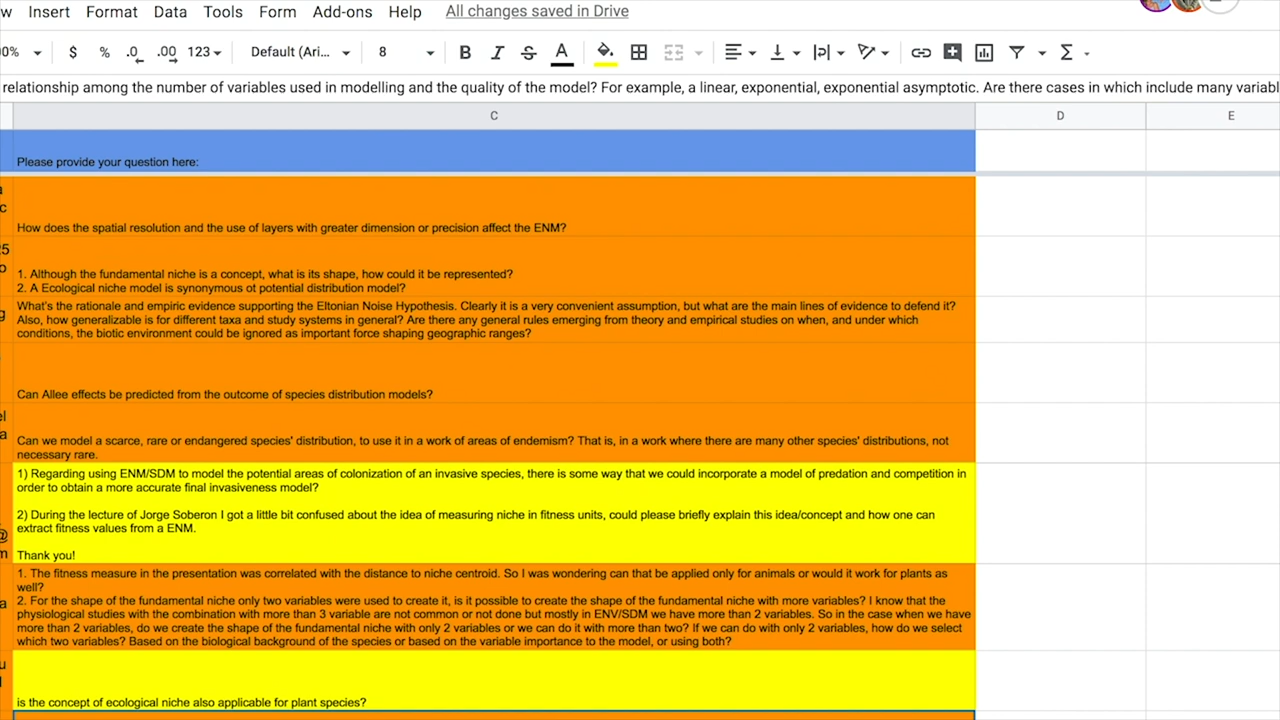 w Insert Format Data Tools Form Add-ons Help All changes saved in Drive
0% $ % .0 .00 123 Default (Ari... 8 B I S A
relationship among the number of variables used in modelling and the quality of the model? For example, a linear, exponential, exponential asymptotic. Are there cases in which include many variabl
C D E
Please provide your question here:
a
c
How does the spatial resolution and the use of layers with greater dimension or precision affect the ENM?
25
o
1. Although the fundamental niche is a concept, what is its shape, how could it be represented?
2. A Ecological niche model is synonymous ot potential distribution model?
What's the rationale and empiric evidence supporting the Eltonian Noise Hypothesis. Clearly it is a very convenient assumption, but what are the main lines of evidence to defend it?
g
Also, how generalizable is for different taxa and study systems in general? Are there any general rules emerging from theory and empirical studies on when, and under which
conditions, the biotic environment could be ignored as important force shaping geographic ranges?
Can Allee effects be predicted from the outcome of species distribution models?
el
a
Can we model a scarce, rare or endangered species' distribution, to use it in a work of areas of endemism? That is, in a work where there are many other species' distributions, not
necessary rare.
1) Regarding using ENM/SDM to model the potential areas of colonization of an invasive species, there is some way that we could incorporate a model of predation and competition in
order to obtain a more accurate final invasiveness model?
2) During the lecture of Jorge Soberon I got a little bit confused about the idea of measuring niche in fitness units, could please briefly explain this idea/concept and how one can
extract fitness values from a ENM.
@
m
Thank you!
1. The fitness measure in the presentation was correlated with the distance to niche centroid. So I was wondering can that be applied only for animals or would it work for plants as
well?
a
2. For the shape of the fundamental niche only two variables were used to create it, is it possible to create the shape of the fundamental niche with more variables? I know that the
physiological studies with the combination with more than 3 variable are not common or not done but mostly in ENV/SDM we have more than 2 variables. So in the case when we have
more than 2 variables, do we create the shape of the fundamental niche with only 2 variables or we can do it with more than two? If we can do with only 2 variables, how do we select
which two variables? Based on the biological background of the species or based on the variable importance to the model, or using both?
u
l
is the concept of ecological niche also applicable for plant species?